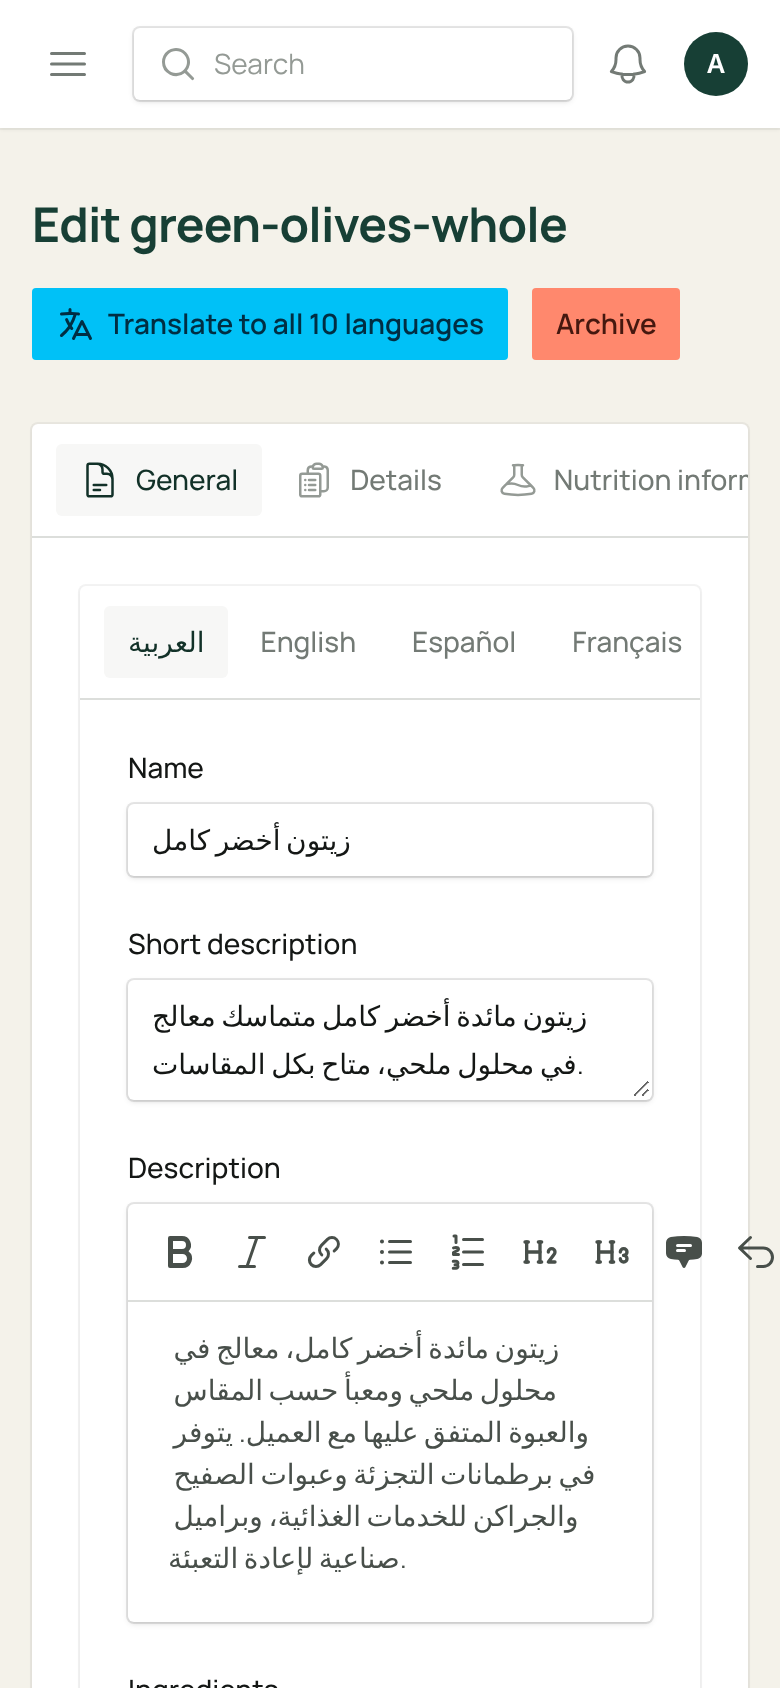 Search
A
Edit green-olives-whole
Translate to all 10 languages
Archive
General
Details
Nutrition inform
العربية
English
Español
Français
Name
زيتون أخضر كامل
Short description
زيتون مائدة أخضر كامل متماسك معالج
في محلول ملحي، متاح بكل المقاسات.
Description
B I H2 H3
زيتون مائدة أخضر كامل، معالج في
محلول ملحي ومعبأ حسب المقاس
والعبوة المتفق عليها مع العميل. يتوفر
في برطمانات التجزئة وعبوات الصفيح
والجراكن للخدمات الغذائية، وبراميل
صناعية لإعادة التعبئة.
Ingredients